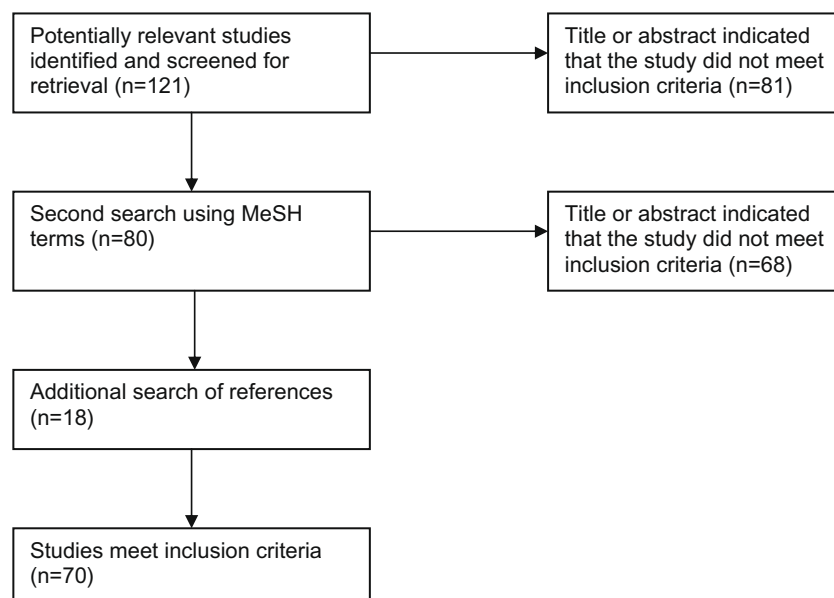 Potentially relevant studies
identified and screened for
retrieval (n=121)
Title or abstract indicated
that the study did not meet
inclusion criteria (n=81)
Second search using MeSH
terms (n=80)
Title or abstract indicated
that the study did not meet
inclusion criteria (n=68)
Additional search of references
(n=18)
Studies meet inclusion criteria
(n=70)